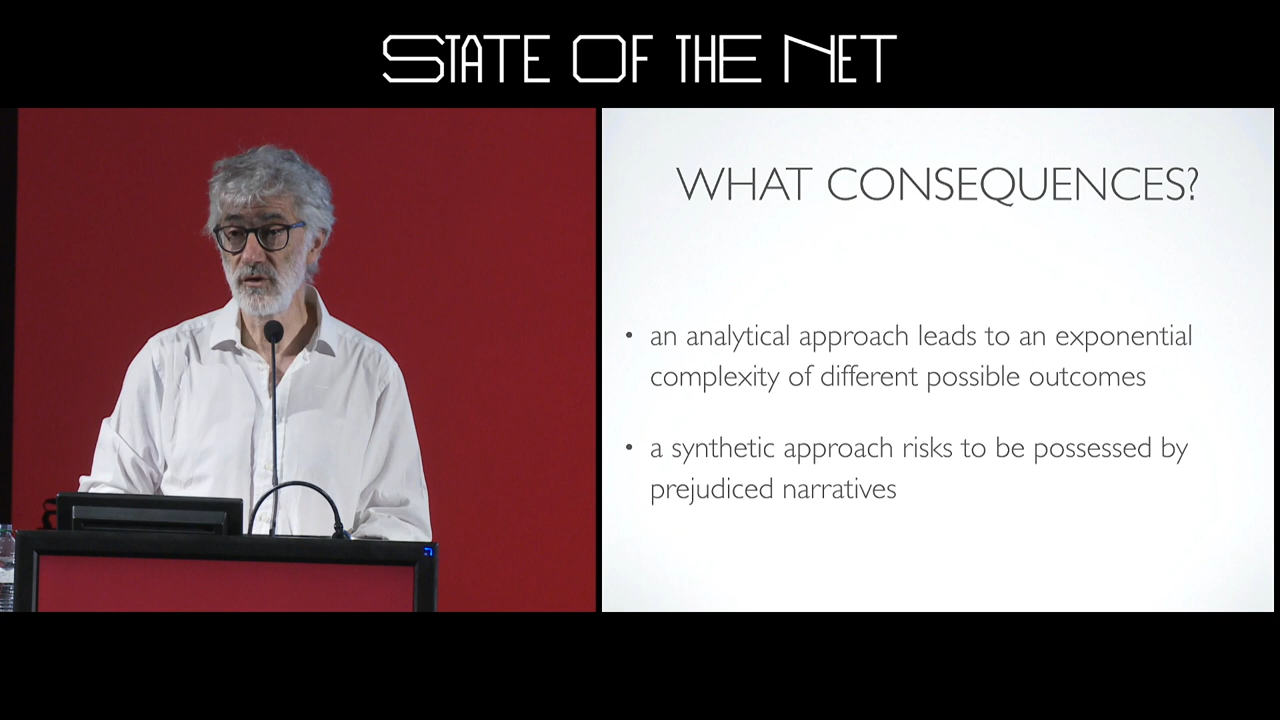 STATE OF THE NET
WHAT CONSEQUENCES?
• an analytical approach leads to an exponential
complexity of different possible outcomes
• a synthetic approach risks to be possessed by
prejudiced narratives